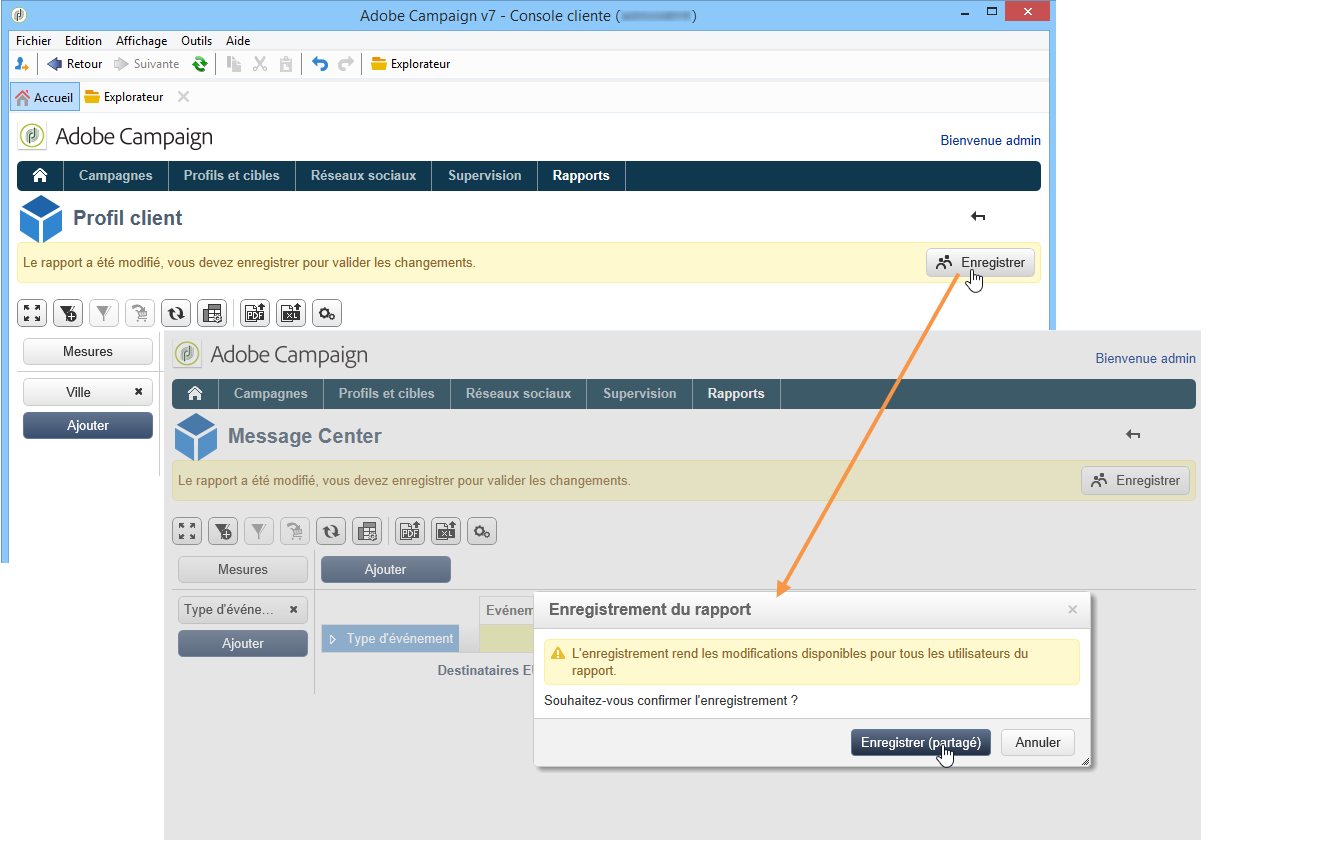 Adobe Campaign v7 - Console cliente (
)
Fichier Edition Affichage Outils Aide
Retour Suivante Explorateur
Accueil Explorateur
Adobe Campaign
Bienvenue admin
Campagnes Profils et cibles Réseaux sociaux Supervision Rapports
Profil client
Le rapport a été modifié, vous devez enregistrer pour valider les changements. Enregistrer
PDF XL
Mesures
Ville
Ajouter
Adobe Campaign
Bienvenue admin
Campagnes Profils et cibles Réseaux sociaux Supervision Rapports
Message Center
Le rapport a été modifié, vous devez enregistrer pour valider les changements. Enregistrer
PDF XL
Mesures Ajouter
Type d'événe...
Ajouter
Evénem
Type d'événement
Destinataires E
Enregistrement du rapport
L'enregistrement rend les modifications disponibles pour tous les utilisateurs du
rapport.
Souhaitez-vous confirmer l'enregistrement ?
Enregistrer (partagé) Annuler